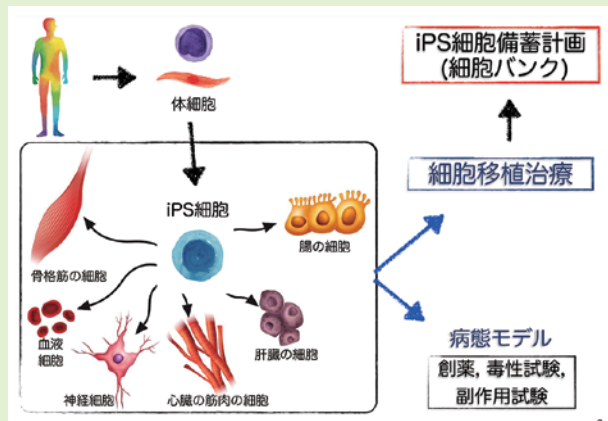 iPS細胞備蓄計画
(細胞バンク)
体細胞
細胞移植治療
iPS細胞
腸の細胞
骨格筋の細胞
血液
細胞
神経細胞
心臓の筋肉の細胞
肝臓の細胞
病態モデル
創薬, 毒性試験,
副作用試験